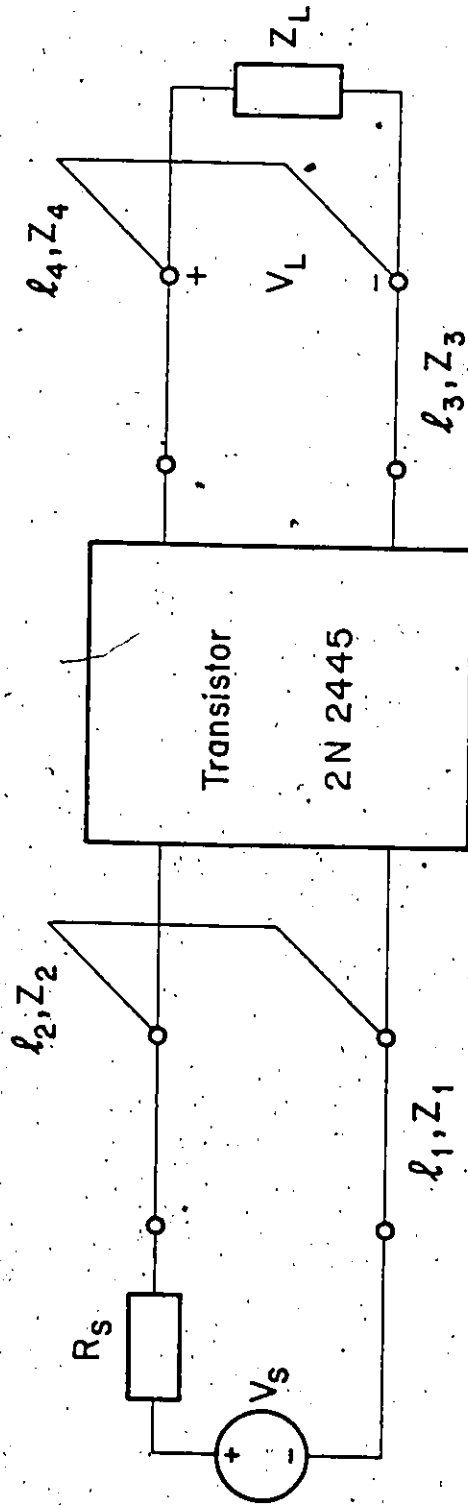 R_S
V_S
+
-
ℓ_2, Z_2
ℓ_1, Z_1
Transistor
2N 2445
ℓ_4, Z_4
+
V_L
-
ℓ_3, Z_3
Z_L